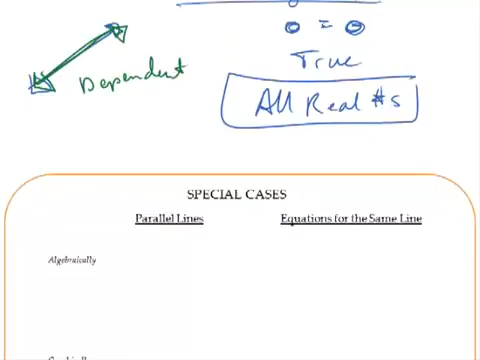 0 = 0
True
Dependent
All Real #s
SPECIAL CASES
Parallel Lines Equations for the Same Line
Algebraically